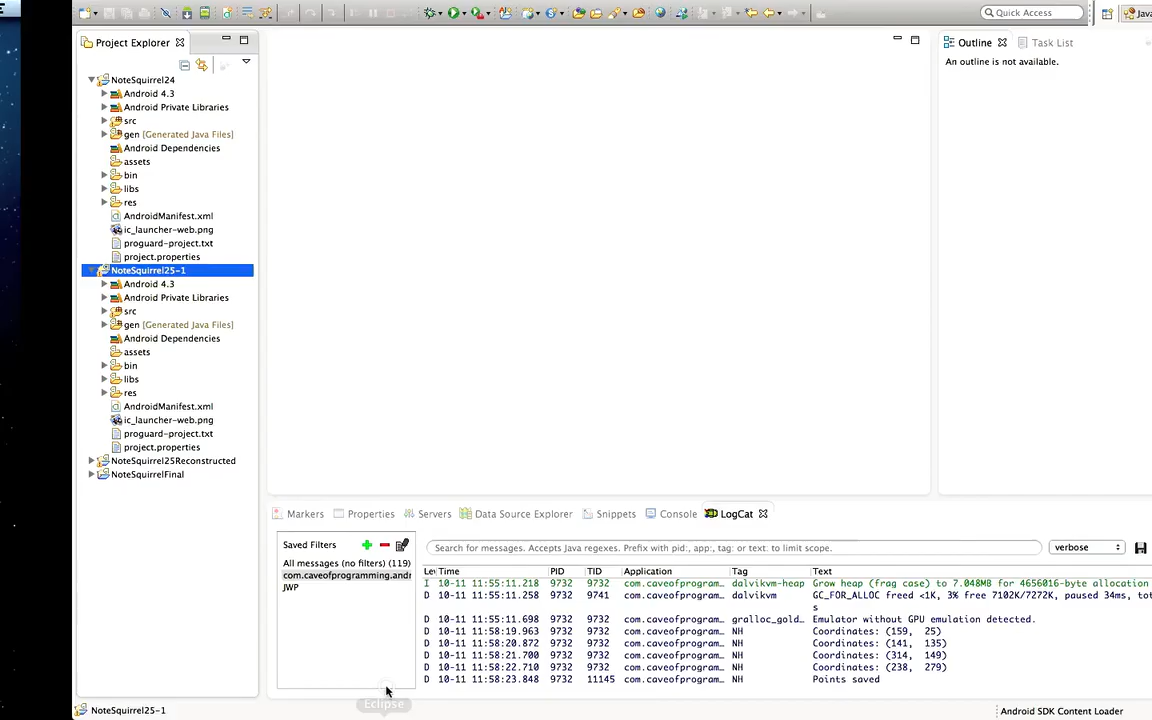 E
Quick Access
Java
Project Explorer
NoteSquirrel24
Android 4.3
Android Private Libraries
src
gen [Generated Java Files]
Android Dependencies
assets
bin
libs
res
AndroidManifest.xml
ic_launcher-web.png
proguard-project.txt
project.properties
NoteSquirrel25-1
Android 4.3
Android Private Libraries
src
gen [Generated Java Files]
Android Dependencies
assets
bin
libs
res
AndroidManifest.xml
ic_launcher-web.png
proguard-project.txt
project.properties
NoteSquirrel25Reconstructed
NoteSquirrelFinal
Outline Task List
An outline is not available.
Markers Properties Servers Data Source Explorer Snippets Console LogCat
Saved Filters
All messages (no filters) (119)
com.caveofprogramming.andr
JWP
Search for messages. Accepts Java regexes. Prefix with pid:, app:, tag: or text: to limit scope.
verbose
Le Time PID TID Application Tag Text
I 10-11 11:55:11.218 9732 9732 com.caveofprogram... dalvikvm-heap Grow heap (frag case) to 7.048MB for 4656016-byte allocation
D 10-11 11:55:11.258 9732 9741 com.caveofprogram... dalvikvm GC_FOR_ALLOC freed <1K, 3% free 7102K/7272K, paused 34ms, tot
s
D 10-11 11:55:11.698 9732 9732 com.caveofprogram... gralloc_gold... Emulator without GPU emulation detected.
D 10-11 11:58:19.963 9732 9732 com.caveofprogram... NH Coordinates: (159, 25)
D 10-11 11:58:20.872 9732 9732 com.caveofprogram... NH Coordinates: (141, 135)
D 10-11 11:58:21.700 9732 9732 com.caveofprogram... NH Coordinates: (314, 149)
D 10-11 11:58:22.710 9732 9732 com.caveofprogram... NH Coordinates: (238, 279)
D 10-11 11:58:23.848 9732 11145 com.caveofprogram... NH Points saved
Eclipse
NoteSquirrel25-1
Android SDK Content Loader